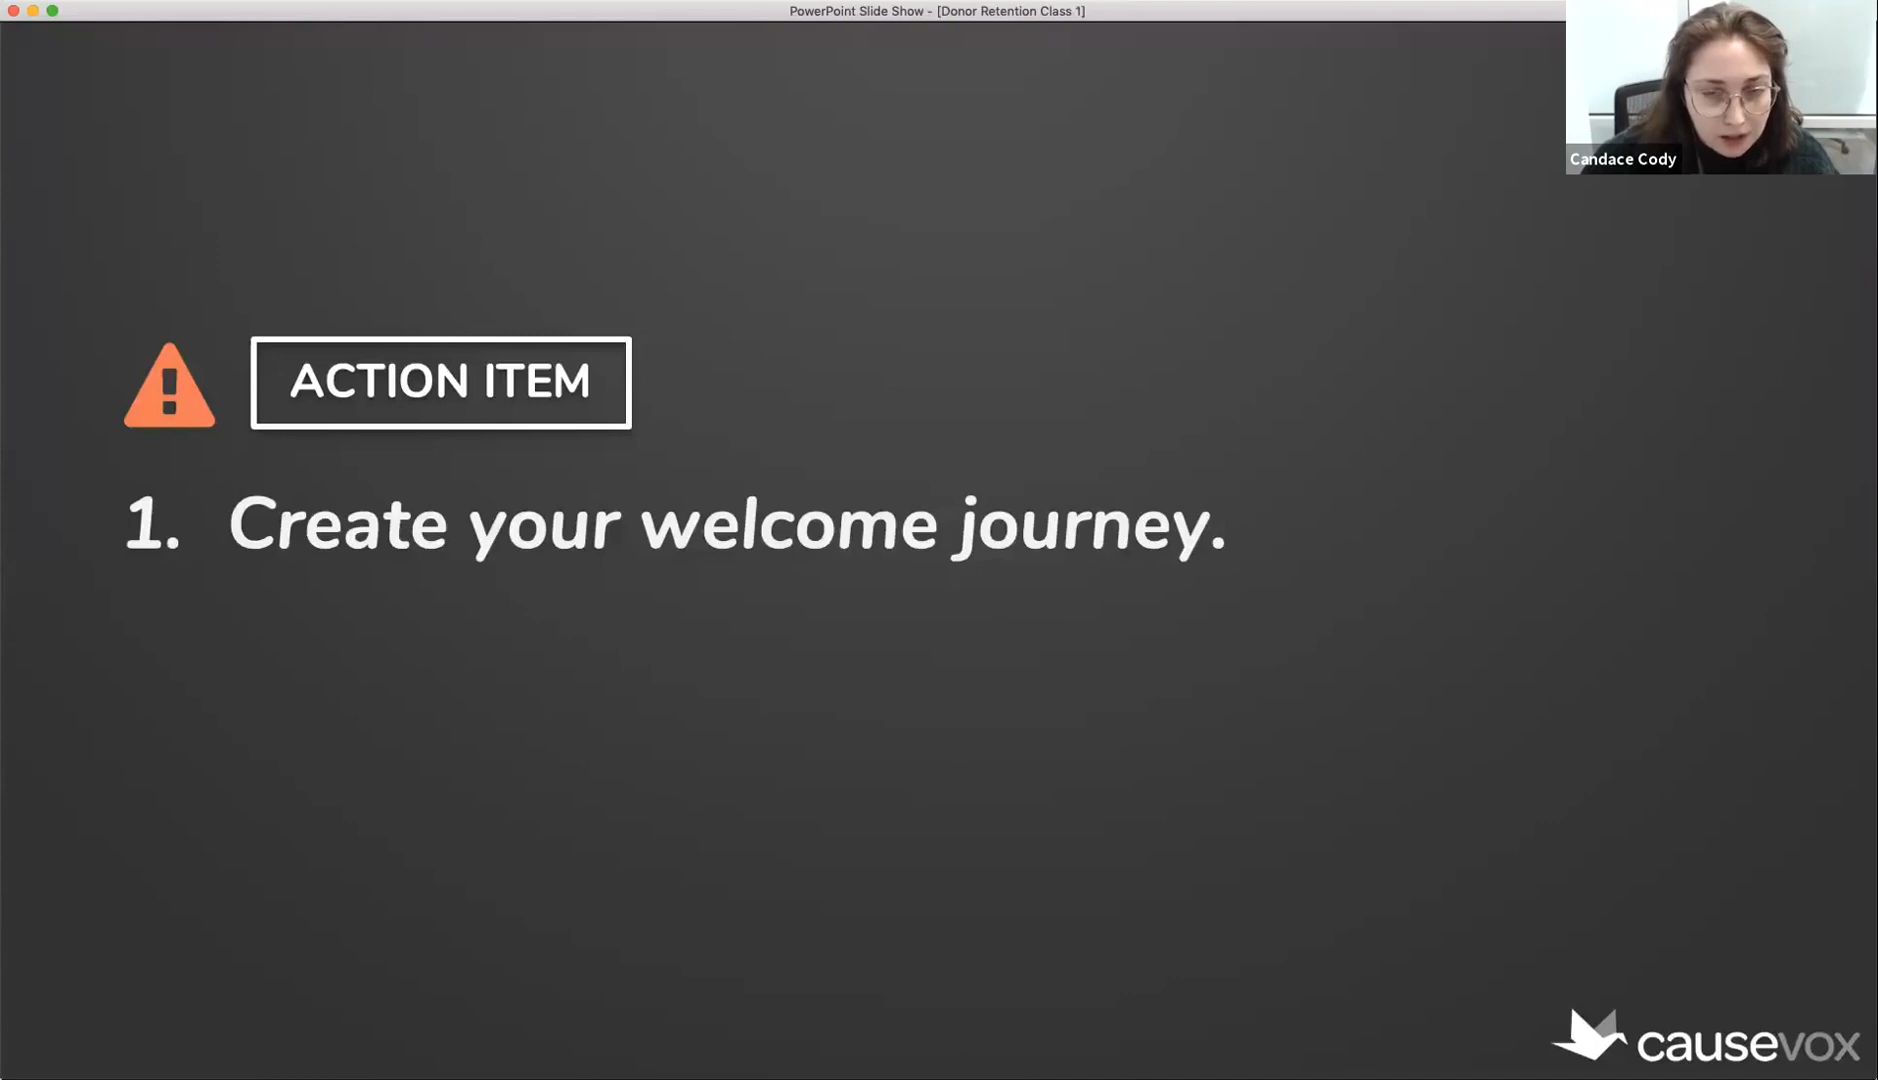 PowerPoint Slide Show - [Donor Retention Class 1]
Candace Cody
ACTION ITEM
1. Create your welcome journey.
causevox